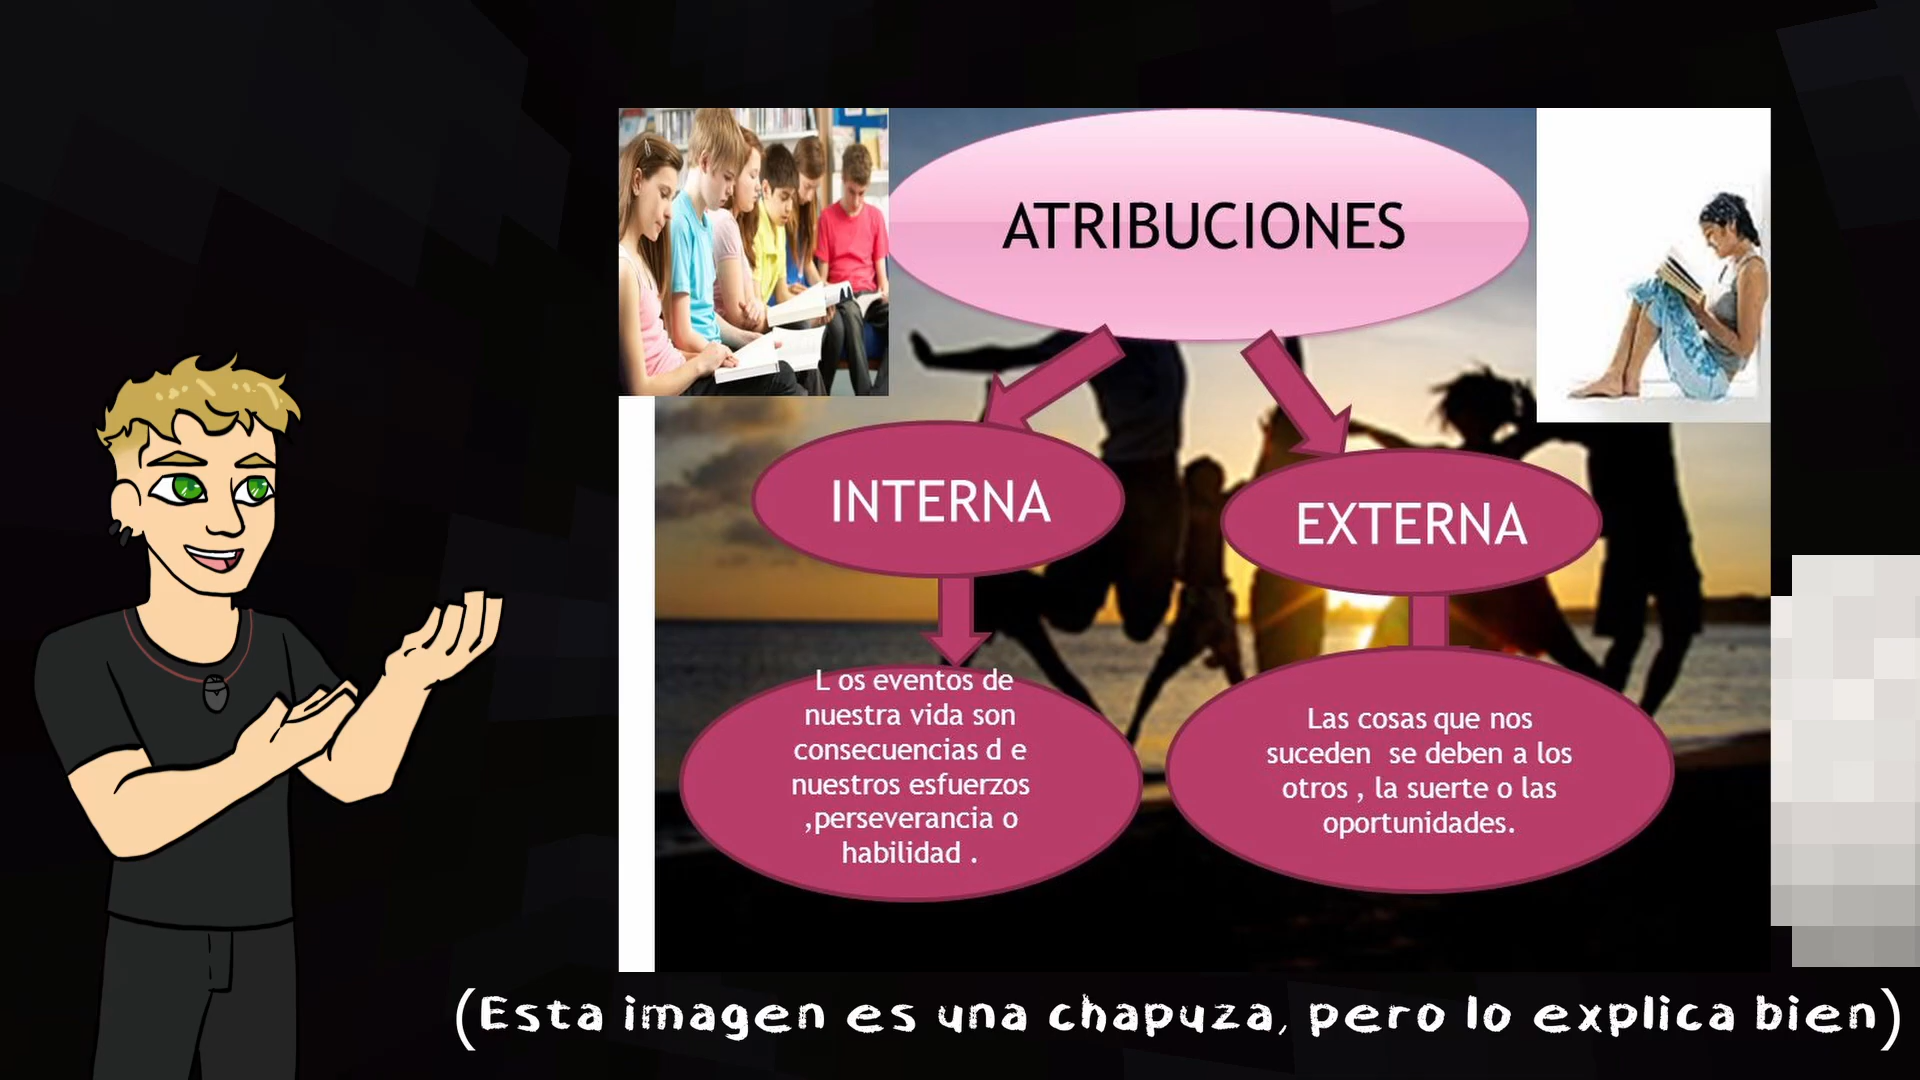 ATRIBUCIONES
INTERNA
EXTERNA
L os eventos de
nuestra vida son
consecuencias d e
nuestros esfuerzos
,perseverancia o
habilidad .
Las cosas que nos
suceden  se deben a los
otros , la suerte o las
oportunidades.
(Esta imagen es una chapuza, pero lo explica bien)